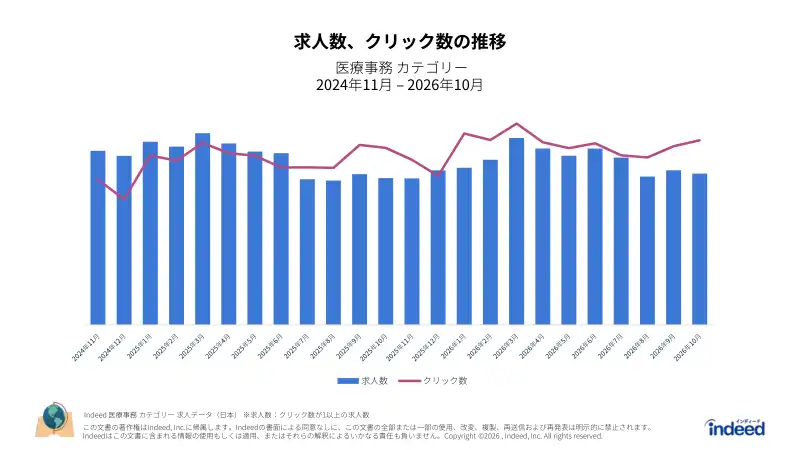 求人数、クリック数の推移
医療事務 カテゴリー
2024年11月 – 2026年10月
2024年11月
2024年12月
2025年1月
2025年2月
2025年3月
2025年4月
2025年5月
2025年6月
2025年7月
2025年8月
2025年9月
2025年10月
2025年11月
2025年12月
2026年1月
2026年2月
2026年3月
2026年4月
2026年5月
2026年6月
2026年7月
2026年8月
2026年9月
2026年10月
求人数 クリック数
Indeed 医療事務 カテゴリー 求人データ（日本） ※求人数：クリック数が1以上の求人数
この文書の著作権はIndeed, Inc.に帰属します。Indeedの書面による同意なしに、この文書の全部または一部の使用、改変、複製、再送信および再発表は明示的に禁止されます。
Indeedはこの文書に含まれる情報の使用もしくは適用、またはそれらの解釈によるいかなる責任も負いません。Copyright ©2026 , Indeed, Inc. All rights reserved.
インディード
indeed